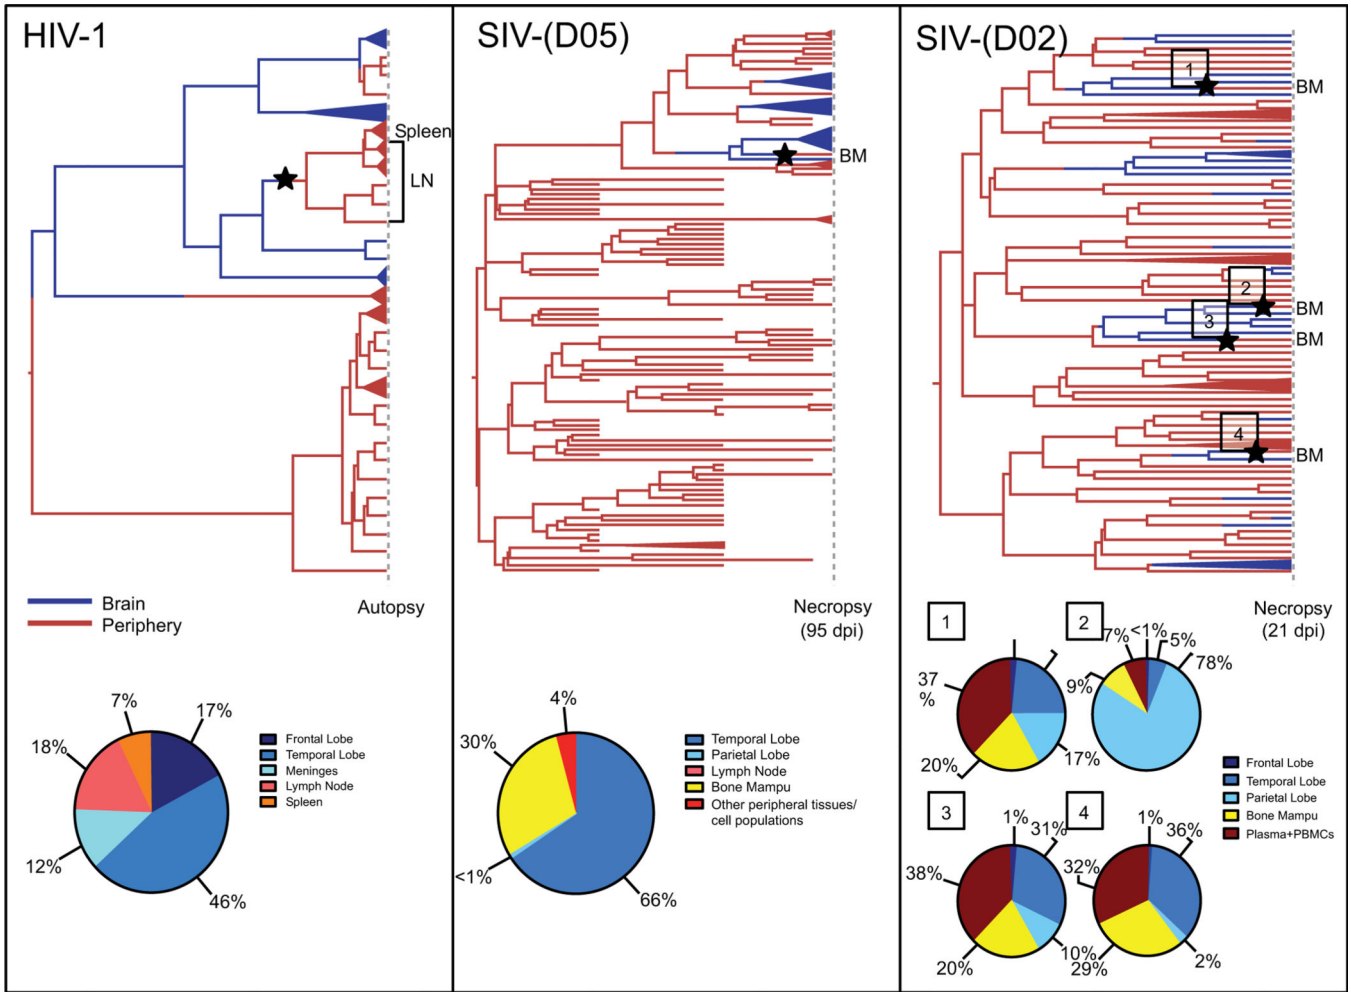 HIV-1
Spleen
LN
Brain
Periphery
Autopsy
7%
17%
18%
12%
46%
Frontal Lobe
Temporal Lobe
Meninges
Lymph Node
Spleen
SIV-(D05)
BM
Necropsy
(95 dpi)
4%
30%
<1%
66%
Temporal Lobe
Parietal Lobe
Lymph Node
Bone Mampu
Other peripheral tissues/
cell populations
SIV-(D02)
1
BM
2
BM
3
BM
4
BM
Necropsy
(21 dpi)
1
37
%
20%
17%
2
7%
<1%
5%
78%
9%
3
1%
31%
38%
20%
10%
4
1%
36%
32%
29%
2%
Frontal Lobe
Temporal Lobe
Parietal Lobe
Bone Mampu
Plasma+PBMCs